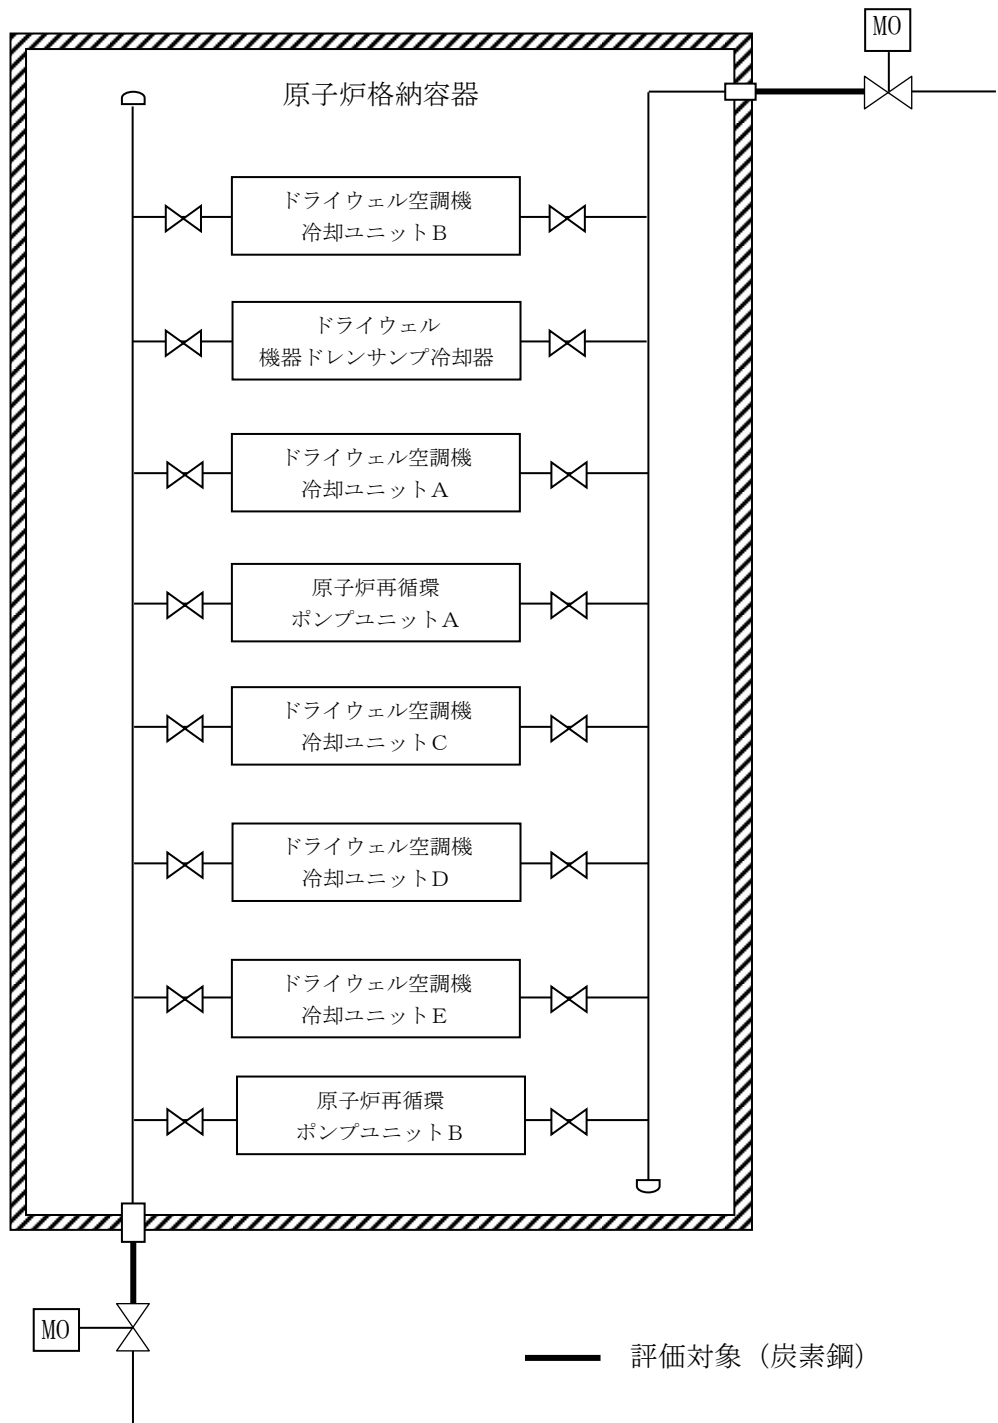 MO
原子炉格納容器
ドライウェル空調機
冷却ユニットB
ドライウェル
機器ドレンサンプ冷却器
ドライウェル空調機
冷却ユニットA
原子炉再循環
ポンプユニットA
ドライウェル空調機
冷却ユニットC
ドライウェル空調機
冷却ユニットD
ドライウェル空調機
冷却ユニットE
原子炉再循環
ポンプユニットB
MO
評価対象（炭素鋼）